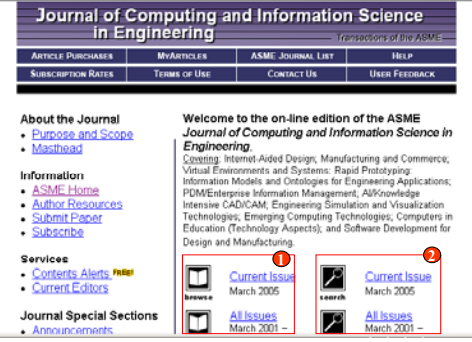 Journal of Computing and Information Science
in Engineering
Transactions of the ASME
ARTICLE PURCHASES MYARTICLES ASME JOURNAL LIST HELP
SUBSCRIPTION RATES TERMS OF USE CONTACT US USER FEEDBACK
About the Journal
• Purpose and Scope
• Masthead
Information
• ASME Home
• Author Resources
• Submit Paper
• Subscribe
Services
• Contents Alerts FREE!
• Current Editors
Journal Special Sections
• Announcements
Welcome to the on-line edition of the ASME
Journal of Computing and Information Science in
Engineering.
Covering: Internet-Aided Design; Manufacturing and Commerce;
Virtual Environments and Systems: Rapid Prototyping:
Information Models and Ontologies for Engineering Applications;
PDM/Enterprise Information Management; AI/Knowledge
Intensive CAD/CAM; Engineering Simulation and Visualization
Technologies; Emerging Computing Technologies; Computers in
Education (Technology Aspects); and Software Development for
Design and Manufacturing.
1
browse
Current Issue
March 2005
All Issues
March 2001 –
2
search
Current Issue
March 2005
All Issues
March 2001 –